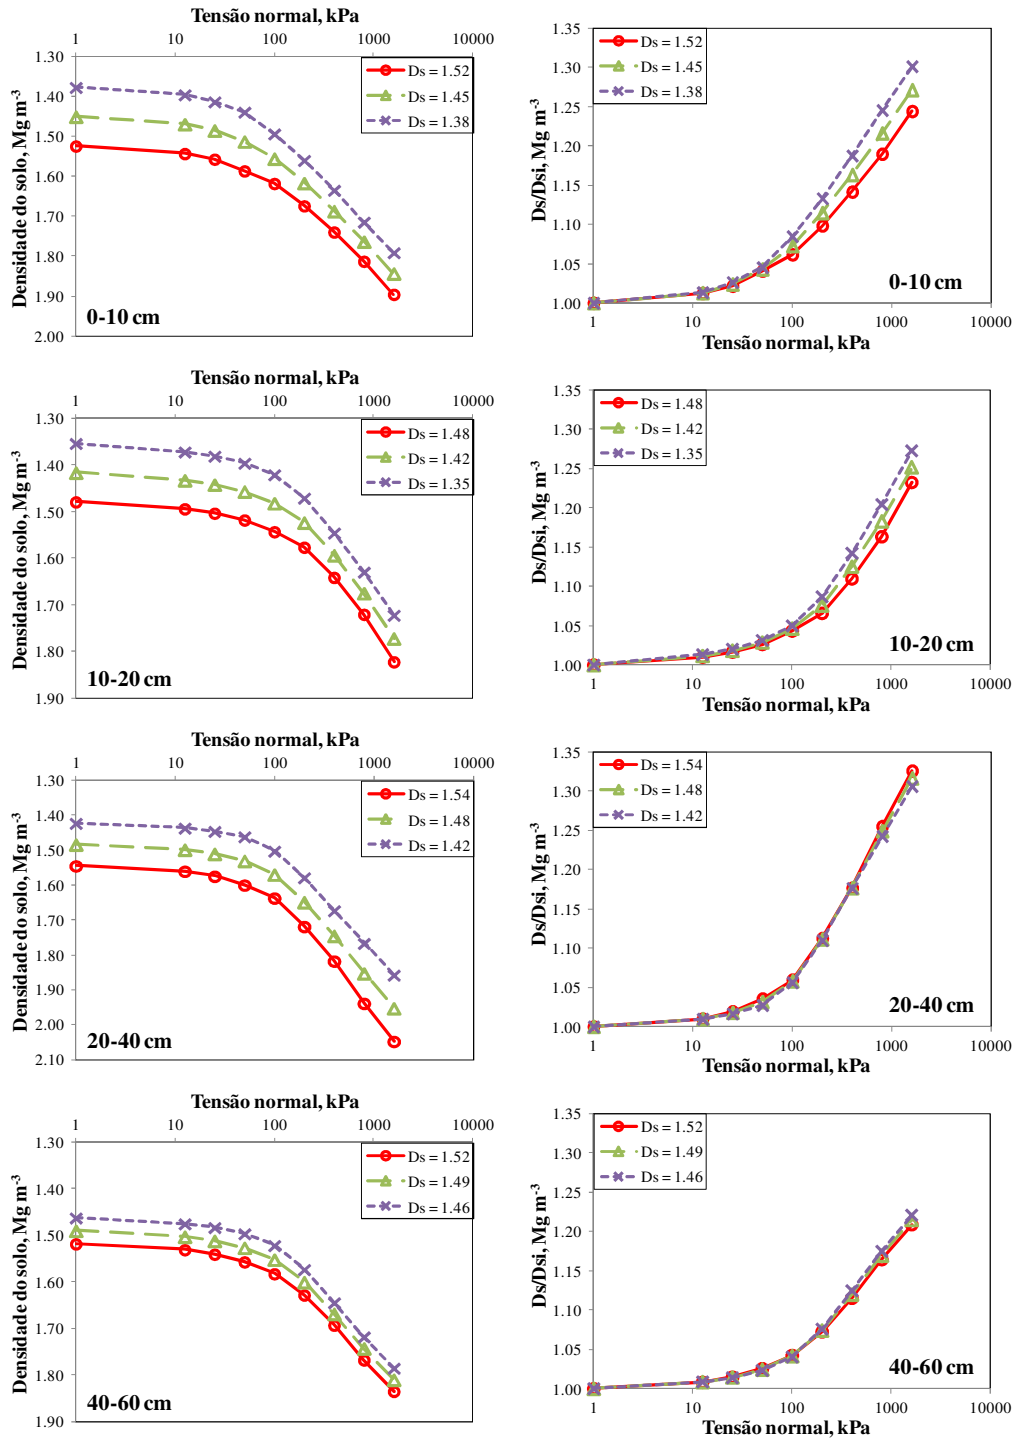 Tensão normal, kPa
1 10 100 1000 10000
1.30
1.40
1.50
1.60
1.70
1.80
1.90
2.00
Densidade do solo, Mg m-3
Ds = 1.52
Ds = 1.45
Ds = 1.38
0-10 cm
1.35
1.30
1.25
1.20
1.15
1.10
1.05
1.00
Ds/Dsi, Mg m-3
Ds = 1.52
Ds = 1.45
Ds = 1.38
0-10 cm
1 10 100 1000 10000
Tensão normal, kPa
Tensão normal, kPa
1 10 100 1000 10000
1.30
1.40
1.50
1.60
1.70
1.80
1.90
Densidade do solo, Mg m-3
Ds = 1.48
Ds = 1.42
Ds = 1.35
10-20 cm
1.35
1.30
1.25
1.20
1.15
1.10
1.05
1.00
Ds/Dsi, Mg m-3
Ds = 1.48
Ds = 1.42
Ds = 1.35
10-20 cm
1 10 100 1000 10000
Tensão normal, kPa
Tensão normal, kPa
1 10 100 1000 10000
1.30
1.40
1.50
1.60
1.70
1.80
1.90
2.00
2.10
Densidade do solo, Mg m-3
Ds = 1.54
Ds = 1.48
Ds = 1.42
20-40 cm
1.35
1.30
1.25
1.20
1.15
1.10
1.05
1.00
Ds/Dsi, Mg m-3
Ds = 1.54
Ds = 1.48
Ds = 1.42
20-40 cm
1 10 100 1000 10000
Tensão normal, kPa
Tensão normal, kPa
1 10 100 1000 10000
1.30
1.40
1.50
1.60
1.70
1.80
1.90
Densidade do solo, Mg m-3
Ds = 1.52
Ds = 1.49
Ds = 1.46
40-60 cm
1.35
1.30
1.25
1.20
1.15
1.10
1.05
1.00
Ds/Dsi, Mg m-3
Ds = 1.52
Ds = 1.49
Ds = 1.46
40-60 cm
1 10 100 1000 10000
Tensão normal, kPa